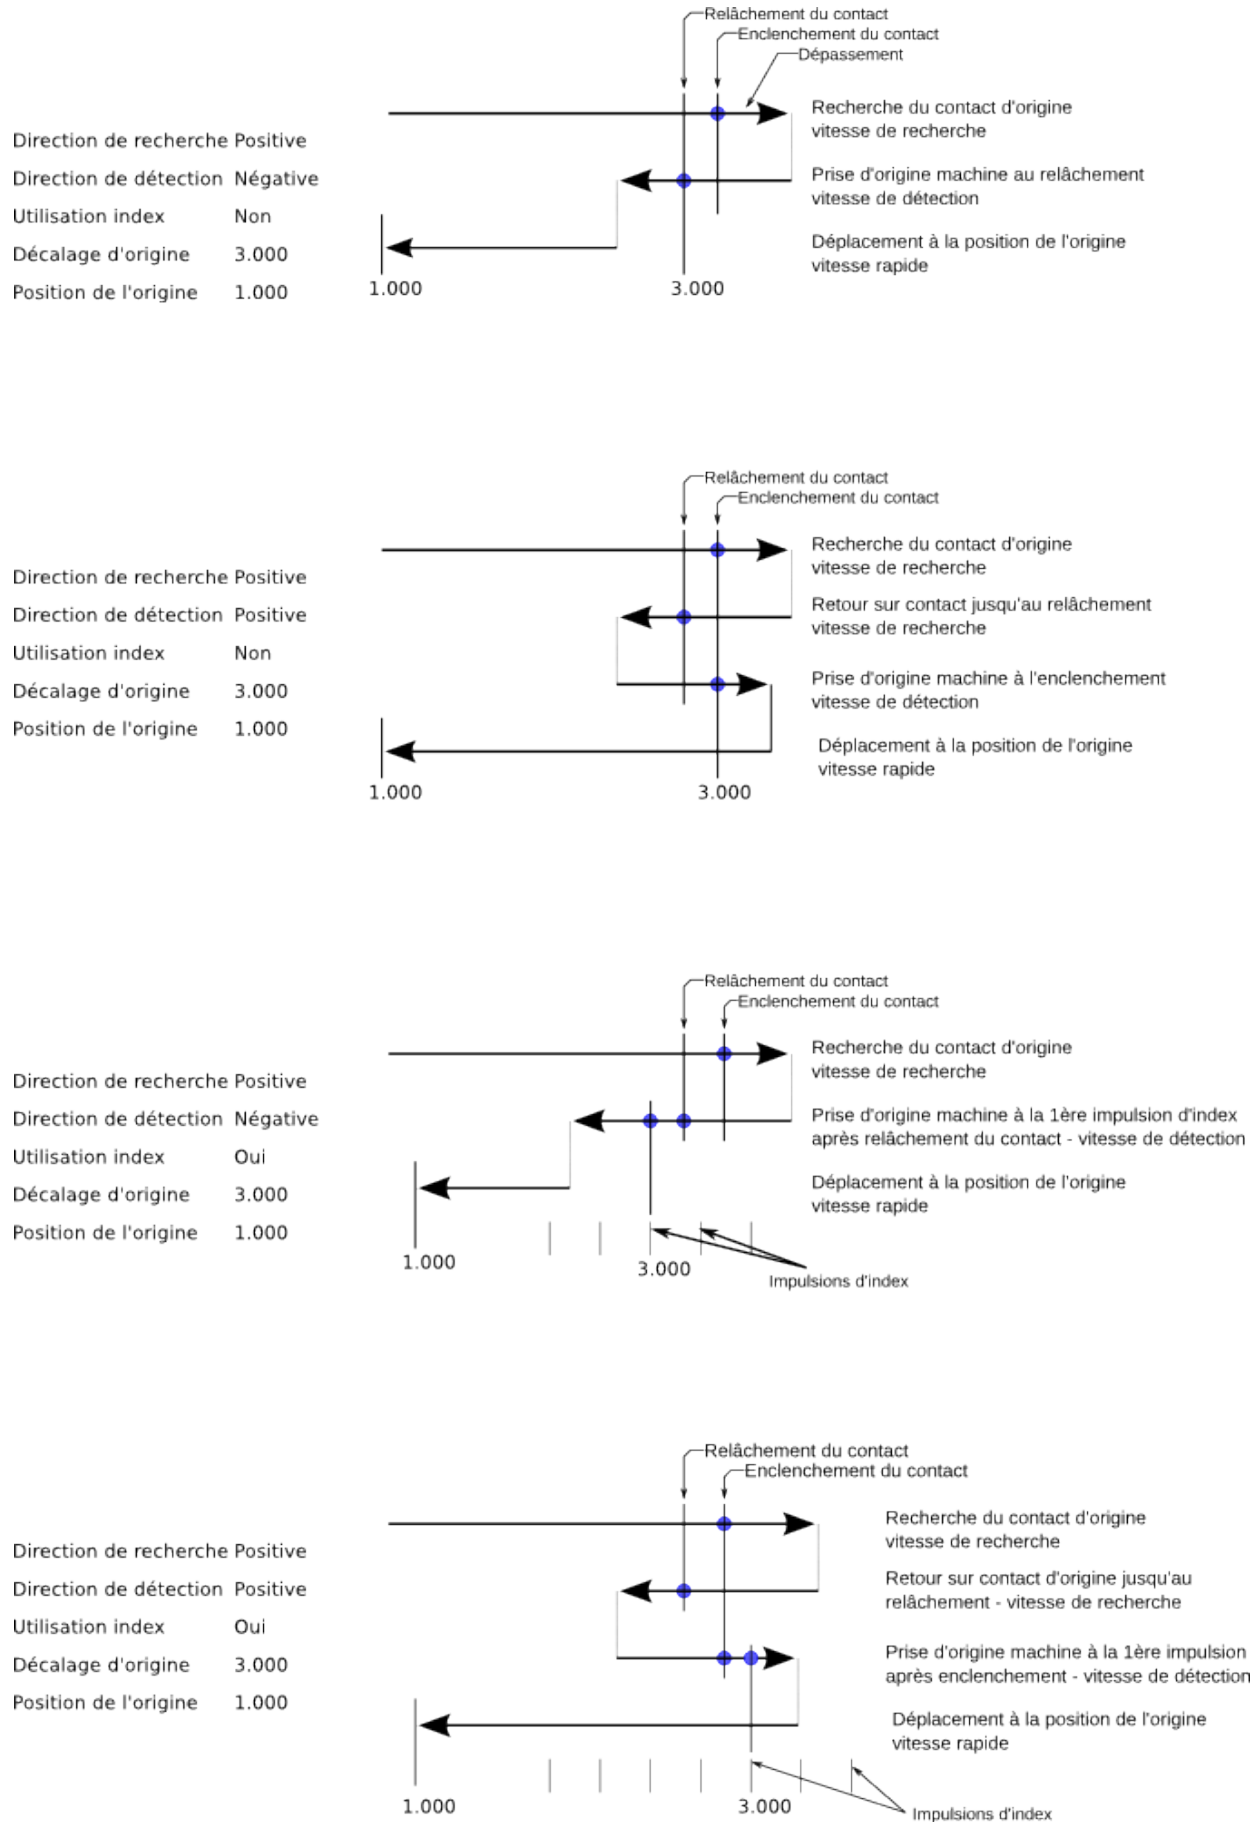 Relâchement du contact
Enclenchement du contact
Dépassement
Recherche du contact d'origine
vitesse de recherche
Direction de recherche Positive
Direction de détection Négative
Prise d'origine machine au relâchement
vitesse de détection
Utilisation index Non
Décalage d'origine 3.000
Déplacement à la position de l'origine
vitesse rapide
Position de l'origine 1.000
1.000 3.000
Relâchement du contact
Enclenchement du contact
Recherche du contact d'origine
vitesse de recherche
Direction de recherche Positive
Direction de détection Positive
Retour sur contact jusqu'au relâchement
vitesse de recherche
Utilisation index Non
Décalage d'origine 3.000
Prise d'origine machine à l'enclenchement
vitesse de détection
Position de l'origine 1.000
Déplacement à la position de l'origine
vitesse rapide
1.000 3.000
Relâchement du contact
Enclenchement du contact
Recherche du contact d'origine
vitesse de recherche
Direction de recherche Positive
Direction de détection Négative
Prise d'origine machine à la 1ère impulsion d'index
après relâchement du contact - vitesse de détection
Utilisation index Oui
Décalage d'origine 3.000
Déplacement à la position de l'origine
vitesse rapide
Position de l'origine 1.000
1.000 3.000
Impulsions d'index
Relâchement du contact
Enclenchement du contact
Recherche du contact d'origine
vitesse de recherche
Direction de recherche Positive
Direction de détection Positive
Retour sur contact d'origine jusqu'au
relâchement - vitesse de recherche
Utilisation index Oui
Décalage d'origine 3.000
Prise d'origine machine à la 1ère impulsion
après enclenchement - vitesse de détection
Position de l'origine 1.000
Déplacement à la position de l'origine
vitesse rapide
1.000 3.000
Impulsions d'index